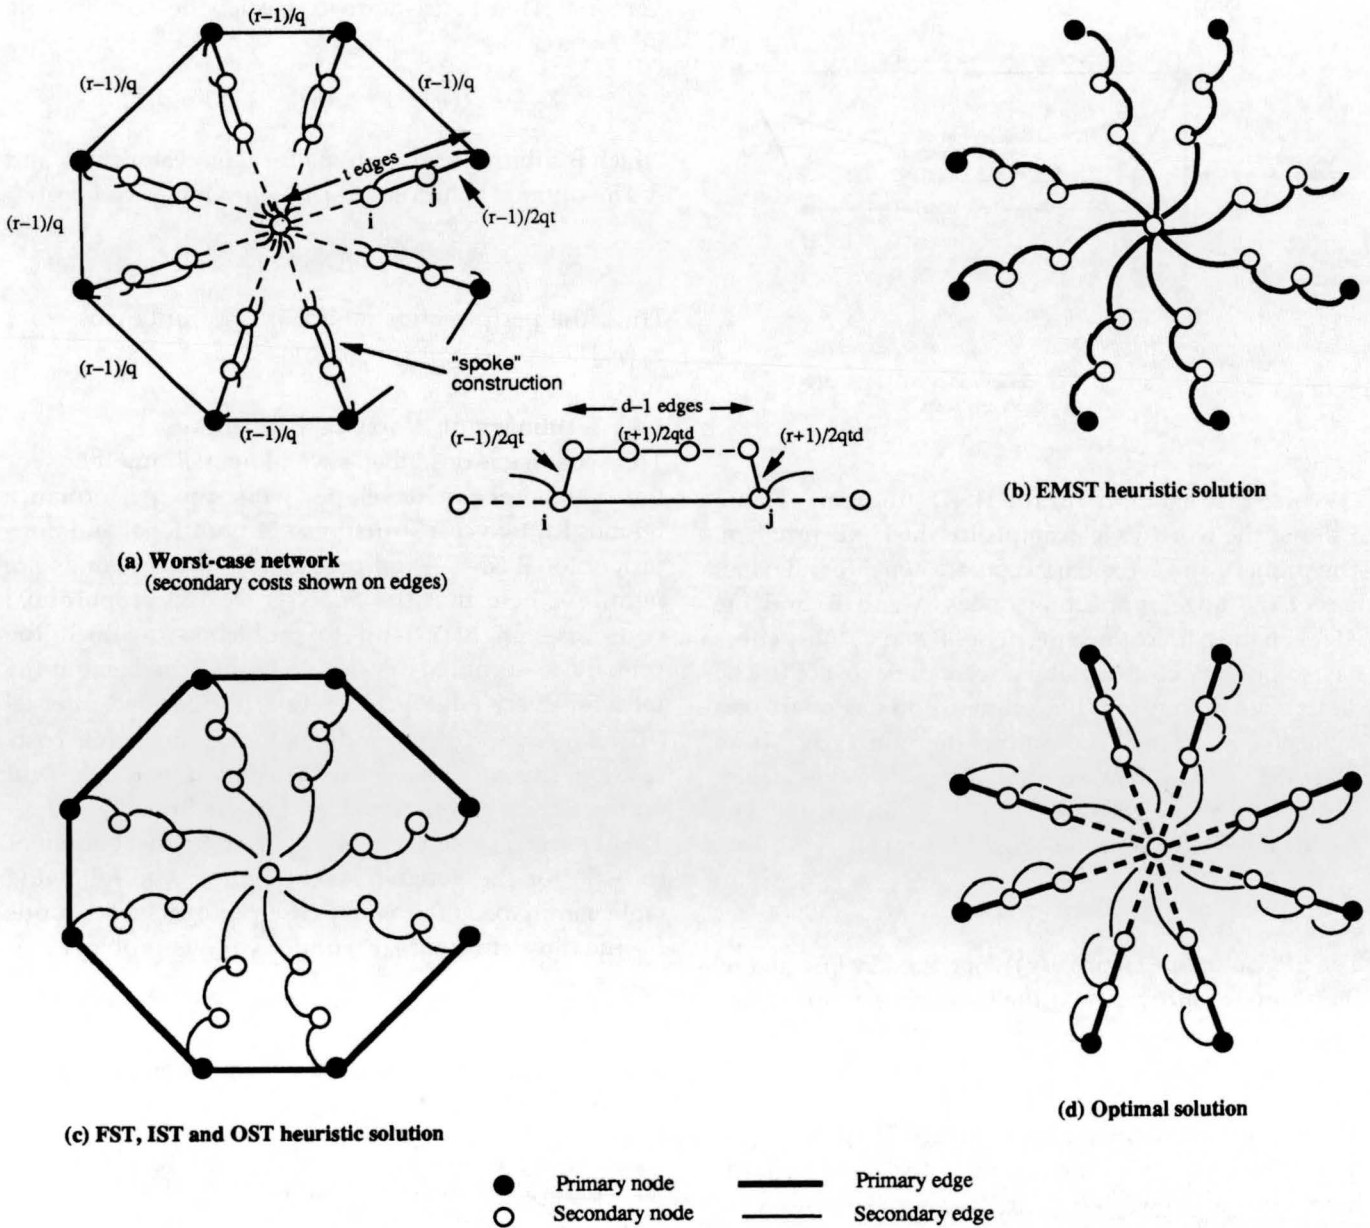 (r–1)/q
(r–1)/q
(r–1)/q
t edges
i
j
(r–1)/2qt
(r–1)/q
"spoke"
construction
(r–1)/q
(r–1)/q
d–1 edges
(r–1)/2qt
(r+1)/2qtd
(r+1)/2qtd
i
j
(a) Worst-case network
(secondary costs shown on edges)
(b) EMST heuristic solution
(c) FST, IST and OST heuristic solution
(d) Optimal solution
Primary node
Primary edge
Secondary node
Secondary edge